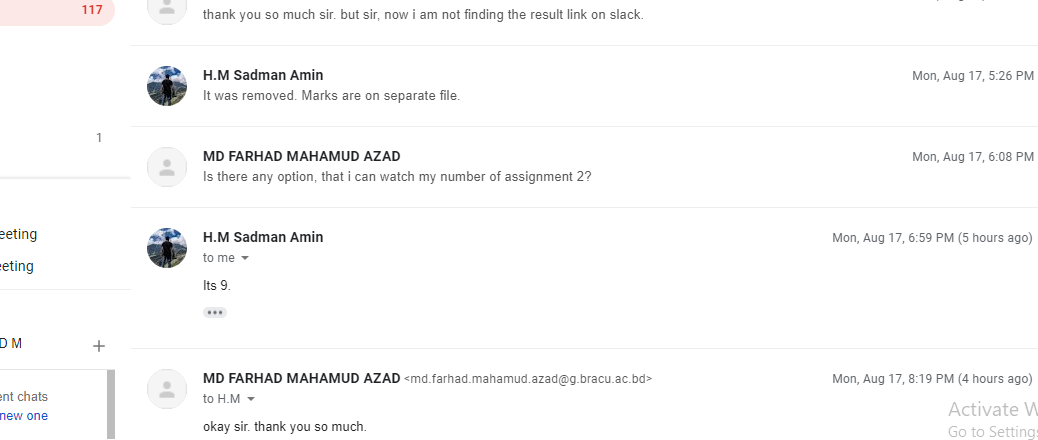 117
thank you so much sir. but sir, now i am not finding the result link on slack.
H.M Sadman Amin
Mon, Aug 17, 5:26 PM
It was removed. Marks are on separate file.
1
MD FARHAD MAHAMUD AZAD
Mon, Aug 17, 6:08 PM
Is there any option, that i can watch my number of assignment 2?
H.M Sadman Amin
Mon, Aug 17, 6:59 PM (5 hours ago)
eeting
to me
eeting
Its 9.
D M
MD FARHAD MAHAMUD AZAD <md.farhad.mahamud.azad@g.bracu.ac.bd>
Mon, Aug 17, 8:19 PM (4 hours ago)
ent chats
to H.M
new one
okay sir. thank you so much.
Activate W
Go to Settings